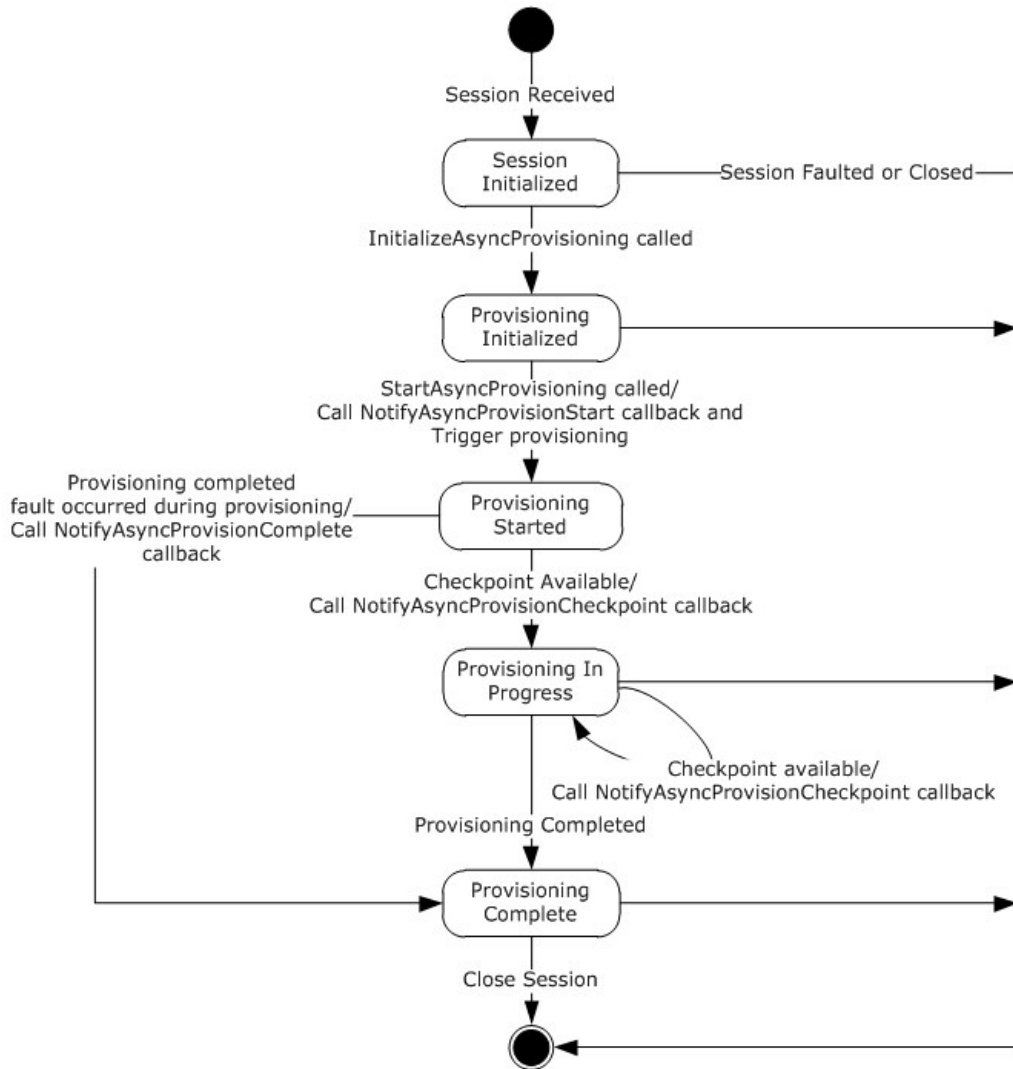 Session Received
Session
Initialized
Session Faulted or Closed
InitializeAsyncProvisioning called
Provisioning
Initialized
StartAsyncProvisioning called/
Call NotifyAsyncProvisionStart callback and
Trigger provisioning
Provisioning completed
fault occurred during provisioning/
Call NotifyAsyncProvisionComplete
callback
Provisioning
Started
Checkpoint Available/
Call NotifyAsyncProvisionCheckpoint callback
Provisioning In
Progress
Checkpoint available/
Call NotifyAsyncProvisionCheckpoint callback
Provisioning Completed
Provisioning
Complete
Close Session